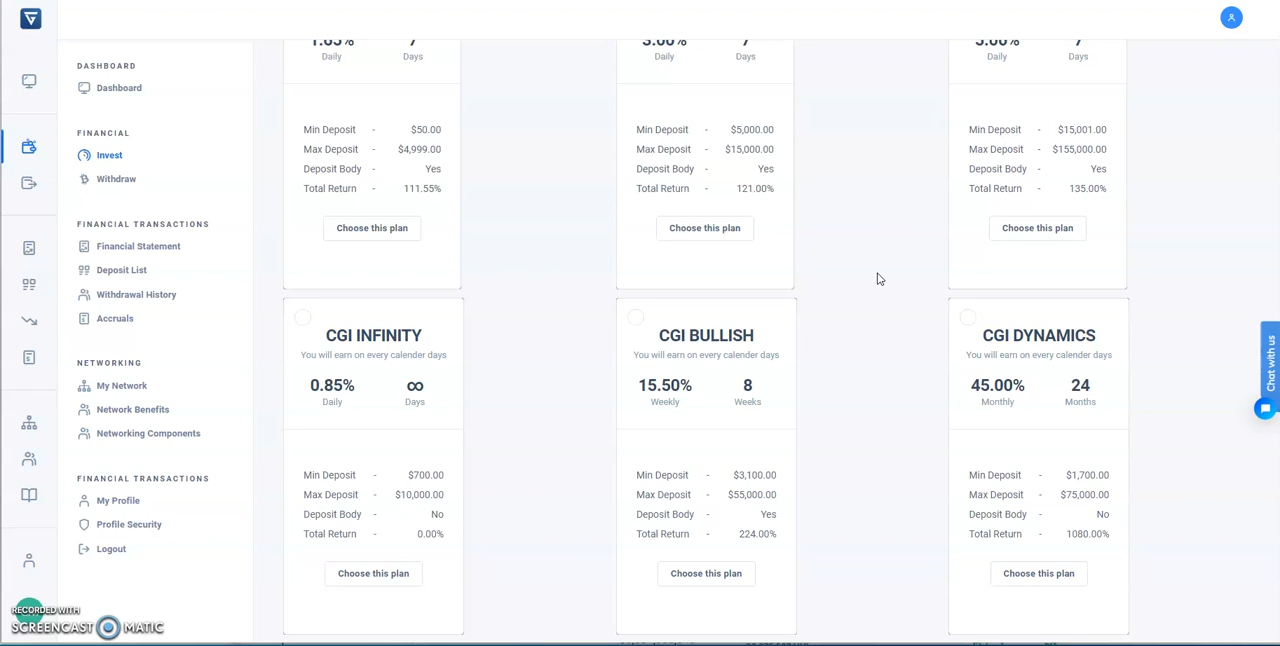 DASHBOARD
Dashboard
FINANCIAL
Invest
Withdraw
FINANCIAL TRANSACTIONS
Financial Statement
Deposit List
Withdrawal History
Accruals
NETWORKING
My Network
Network Benefits
Networking Components
FINANCIAL TRANSACTIONS
My Profile
Profile Security
Logout
1.65% 7
Daily Days
Min Deposit - $50.00
Max Deposit - $4,999.00
Deposit Body - Yes
Total Return - 111.55%
Choose this plan
3.00% 7
Daily Days
Min Deposit - $5,000.00
Max Deposit - $15,000.00
Deposit Body - Yes
Total Return - 121.00%
Choose this plan
5.00% 7
Daily Days
Min Deposit - $15,001.00
Max Deposit - $155,000.00
Deposit Body - Yes
Total Return - 135.00%
Choose this plan
CGI INFINITY
You will earn on every calender days
0.85% ∞
Daily Days
Min Deposit - $700.00
Max Deposit - $10,000.00
Deposit Body - No
Total Return - 0.00%
Choose this plan
CGI BULLISH
You will earn on every calender days
15.50% 8
Weekly Weeks
Min Deposit - $3,100.00
Max Deposit - $55,000.00
Deposit Body - Yes
Total Return - 224.00%
Choose this plan
CGI DYNAMICS
You will earn on every calender days
45.00% 24
Monthly Months
Min Deposit - $1,700.00
Max Deposit - $75,000.00
Deposit Body - No
Total Return - 1080.00%
Choose this plan
Chat with us
RECORDED WITH
SCREENCAST MATIC